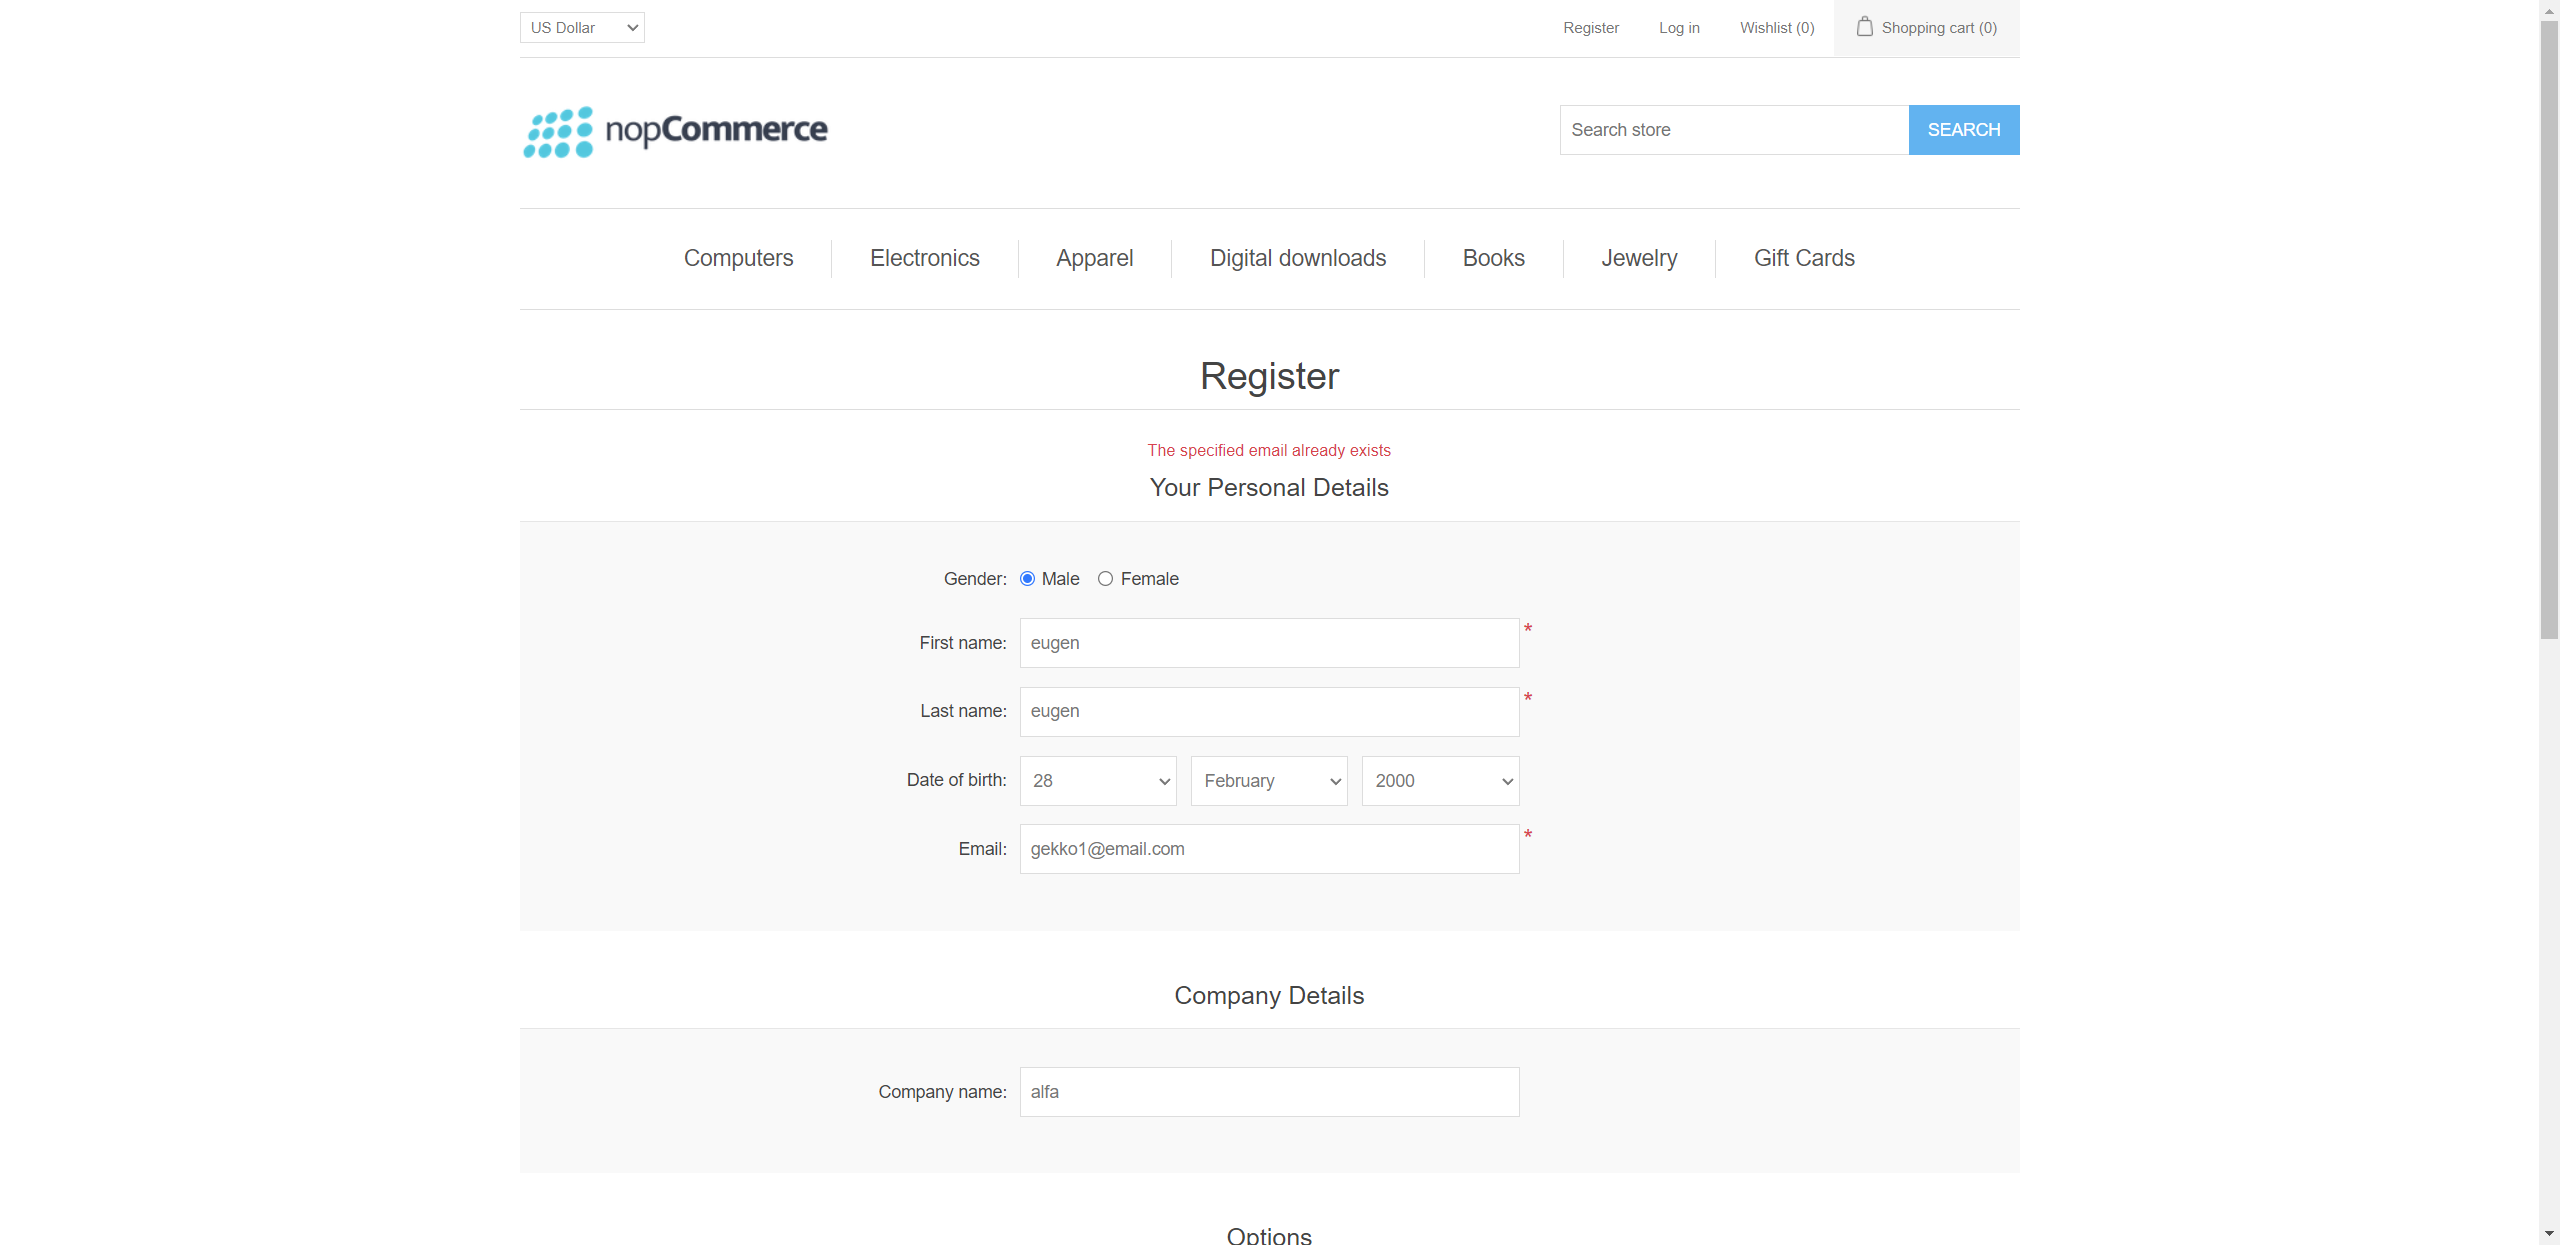 US Dollar
Register Log in Wishlist (0) Shopping cart (0)
nopCommerce
Search store SEARCH
Computers Electronics Apparel Digital downloads Books Jewelry Gift Cards
Register
The specified email already exists
Your Personal Details
Gender: Male Female
First name: eugen *
Last name: eugen *
Date of birth: 28 February 2000
Email: gekko1@email.com *
Company Details
Company name: alfa
Options